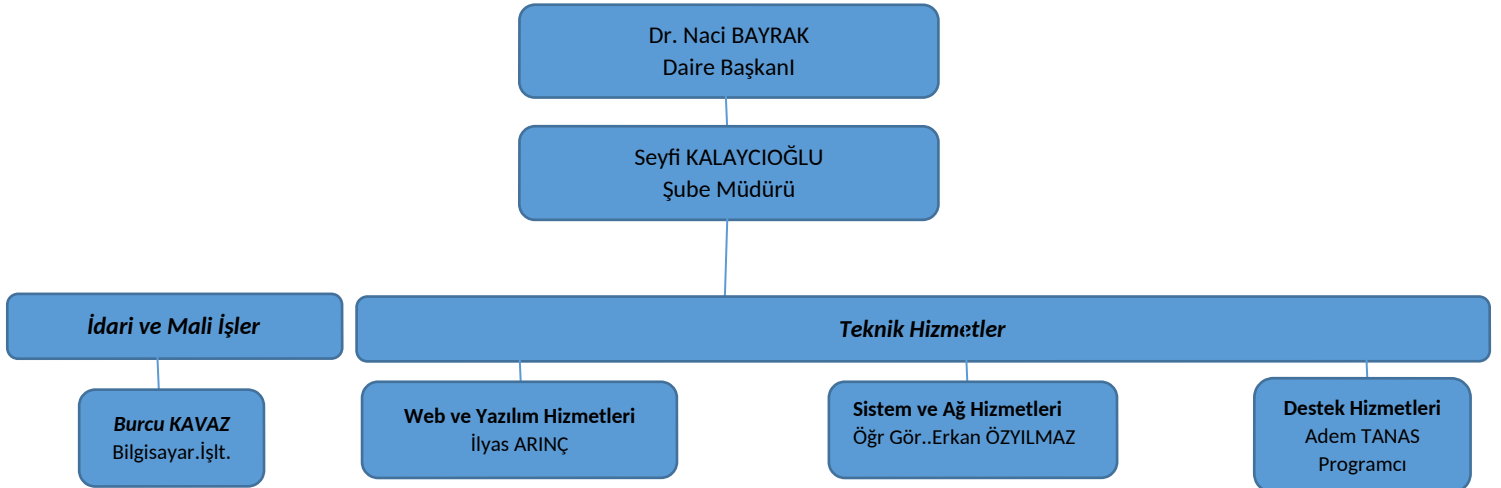 Dr. Naci BAYRAK
Daire BaşkanI
Seyfi KALAYCIOĞLU
Şube Müdürü
İdari ve Mali İşler
Teknik Hizmetler
Burcu KAVAZ
Bilgisayar.İşlt.
Web ve Yazılım Hizmetleri
İlyas ARINÇ
Sistem ve Ağ Hizmetleri
Öğr Gör..Erkan ÖZYILMAZ
Destek Hizmetleri
Adem TANAS
Programcı